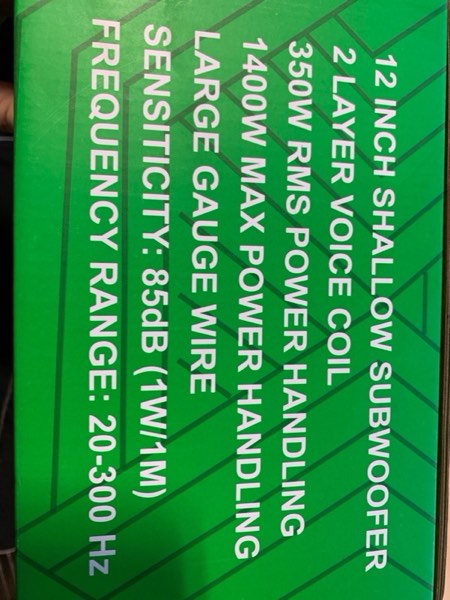 12 INCH SHALLOW SUBWOOFER
2 LAYER VOICE COIL
350W RMS POWER HANDLING
1400W MAX POWER HANDLING
LARGE GAUGE WIRE
SENSITICITY: 85dB (1W/1M)
FREQUENCY RANGE: 20-300 Hz